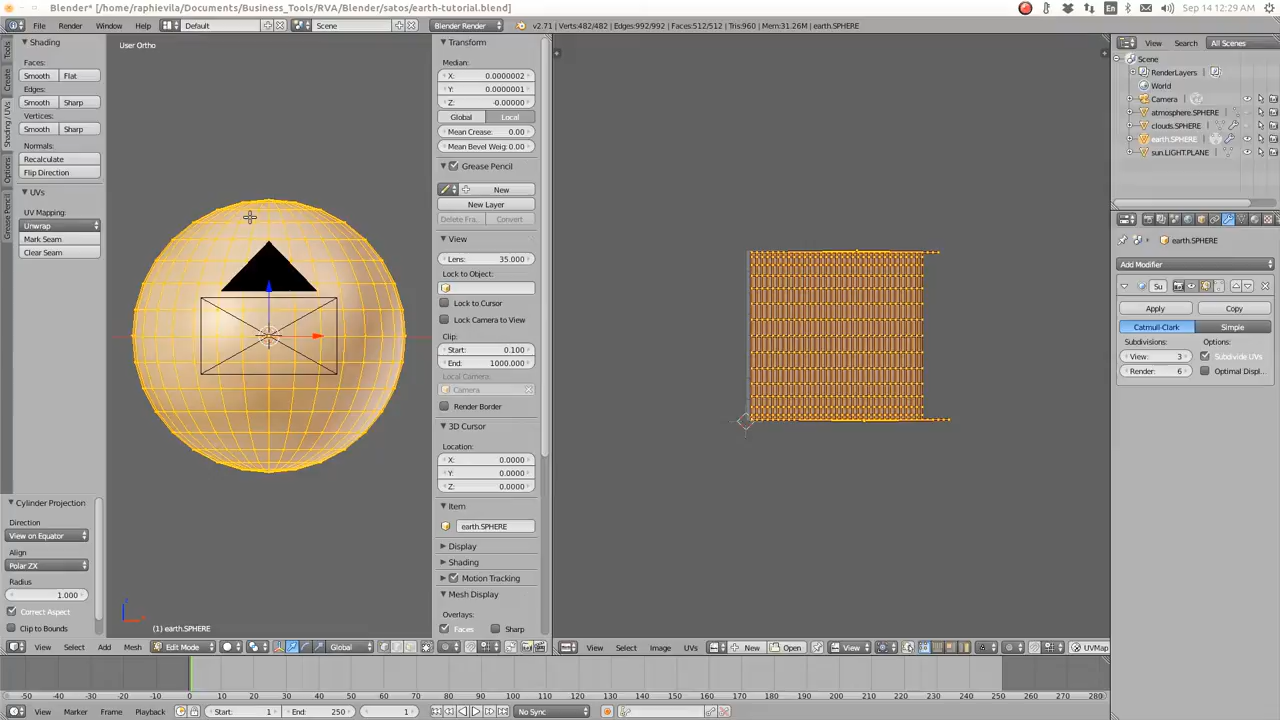 Blender* [/home/raphievila/Documents/Business_Tools/RVA/Blender/satos/earth-tutorial.blend]
En
Sep 14 12:29 AM
File Render Window Help
Default
Scene
Blender Render
v2.71 | Verts:482/482 | Edges:992/992 | Faces:512/512 | Tris:960 | Mem:31.46M | earth.SPHERE
Tools
Create
Shading / UVs
Options
Grease Pencil
Shading
Faces:
Smooth Flat
Edges:
Smooth Sharp
Vertices:
Smooth Sharp
Normals:
Recalculate
Flip Direction
UVs
UV Mapping:
Unwrap
Mark Seam
Clear Seam
Cylinder Projection
Direction
View on Equator
Align
Polar ZX
Radius
1.000
Correct Aspect
Clip to Bounds
User Ortho
(1) earth.SPHERE
Transform
Median:
X: 0.0000002
Y: 0.0000001
Z: -0.00000
Global Local
Mean Crease: 0.00
Mean Bevel Weig: 0.00
Grease Pencil
New
New Layer
Delete Fra.. Convert
View
Lens: 35.000
Lock to Object:
Lock to Cursor
Lock Camera to View
Clip:
Start: 0.100
End: 1000.000
Local Camera:
Camera
Render Border
3D Cursor
Location:
X: 0.0000
Y: 0.0000
Z: 0.0000
Item
earth.SPHERE
Display
Shading
Motion Tracking
Mesh Display
Overlays:
Faces Sharp
View Search All Scenes
Scene
RenderLayers
World
Camera
atmosphere.SPHERE
clouds.SPHERE
earth.SPHERE
sun.LIGHT.PLANE
earth.SPHERE
Add Modifier
Su
Apply Copy
Catmull-Clark Simple
Subdivisions: Options:
View: 3 Subdivide UVs
Render: 6 Optimal Displ..
View Select Add Mesh Edit Mode Global
View Select Image UVs New Open View UVMap
-50 -40 -30 -20 -10 0 10 20 30 40 50 60 70 80 90 100 110 120 130 140 150 160 170 180 190 200 210 220 230 240 250 260 270 280
View Marker Frame Playback Start: 1 End: 250 1 No Sync